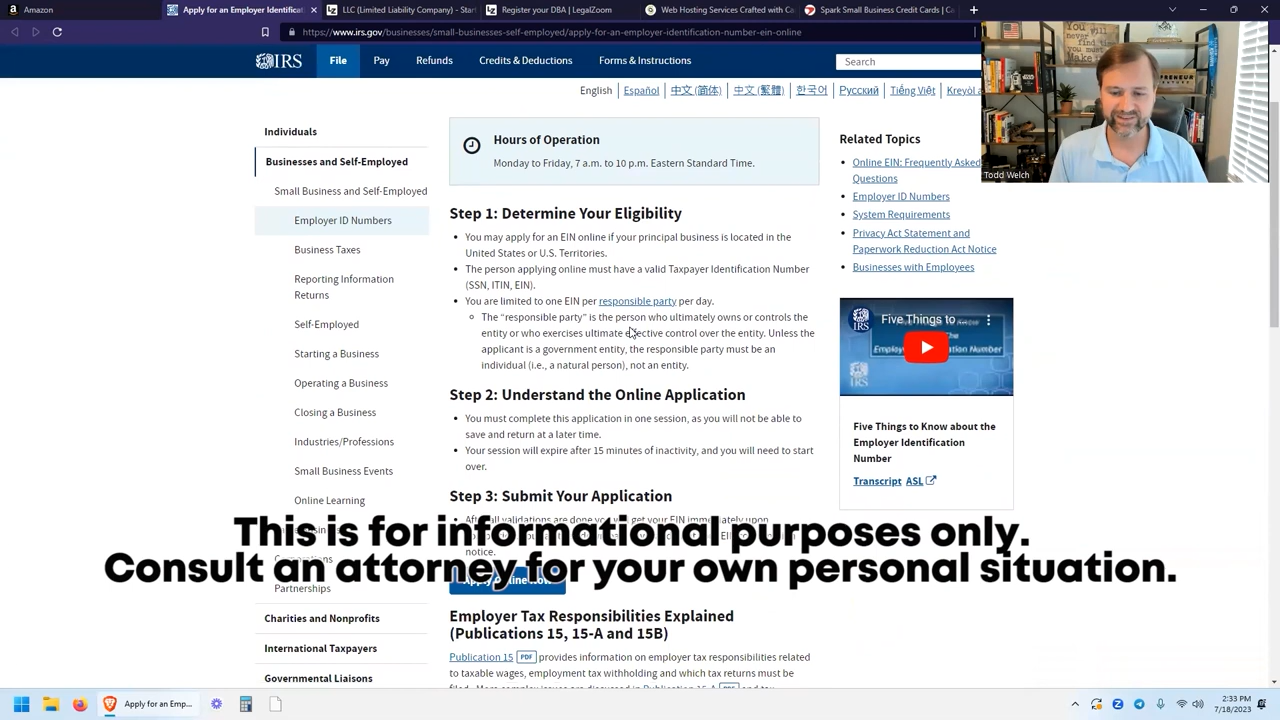 Amazon
Apply for an Employer Identificati
LLC (Limited Liability Company) - Star
Register your DBA | LegalZoom
Web Hosting Services Crafted with Ca
Spark Small Business Credit Cards | Ca
https://www.irs.gov/businesses/small-businesses-self-employed/apply-for-an-employer-identification-number-ein-online
IRS
File
Pay
Refunds
Credits & Deductions
Forms & Instructions
Search
English
Español
中文 (简体)
中文 (繁體)
한국어
Русский
Tiếng Việt
Kreyòl a
Individuals
Businesses and Self-Employed
Small Business and Self-Employed
Employer ID Numbers
Business Taxes
Reporting Information
Returns
Self-Employed
Starting a Business
Operating a Business
Closing a Business
Industries/Professions
Small Business Events
Online Learning
Partnerships
Charities and Nonprofits
International Taxpayers
Governmental Liaisons
Hours of Operation
Monday to Friday, 7 a.m. to 10 p.m. Eastern Standard Time.
Step 1: Determine Your Eligibility
You may apply for an EIN online if your principal business is located in the
United States or U.S. Territories.
The person applying online must have a valid Taxpayer Identification Number
(SSN, ITIN, EIN).
You are limited to one EIN per responsible party per day.
The “responsible party” is the person who ultimately owns or controls the
entity or who exercises ultimate effective control over the entity. Unless the
applicant is a government entity, the responsible party must be an
individual (i.e., a natural person), not an entity.
Step 2: Understand the Online Application
You must complete this application in one session, as you will not be able to
save and return at a later time.
Your session will expire after 15 minutes of inactivity, and you will need to start
over.
Step 3: Submit Your Application
After all validations are done you will get your EIN immediately upon
notice.
Apply Online Now
Employer Tax Responsibilities Explained
(Publications 15, 15-A and 15B)
Publication 15 PDF provides information on employer tax responsibilities related
to taxable wages, employment tax withholding and which tax returns must be
Related Topics
Online EIN: Frequently Asked
Questions
Employer ID Numbers
System Requirements
Privacy Act Statement and
Paperwork Reduction Act Notice
Businesses with Employees
Five Things to ...
Five Things to Know about the
Employer Identification
Number
Transcript ASL
Todd Welch
This is for informational purposes only.
Consult an attorney for your own personal situation.
Apply for an Emp...
2:33 PM
7/18/2023